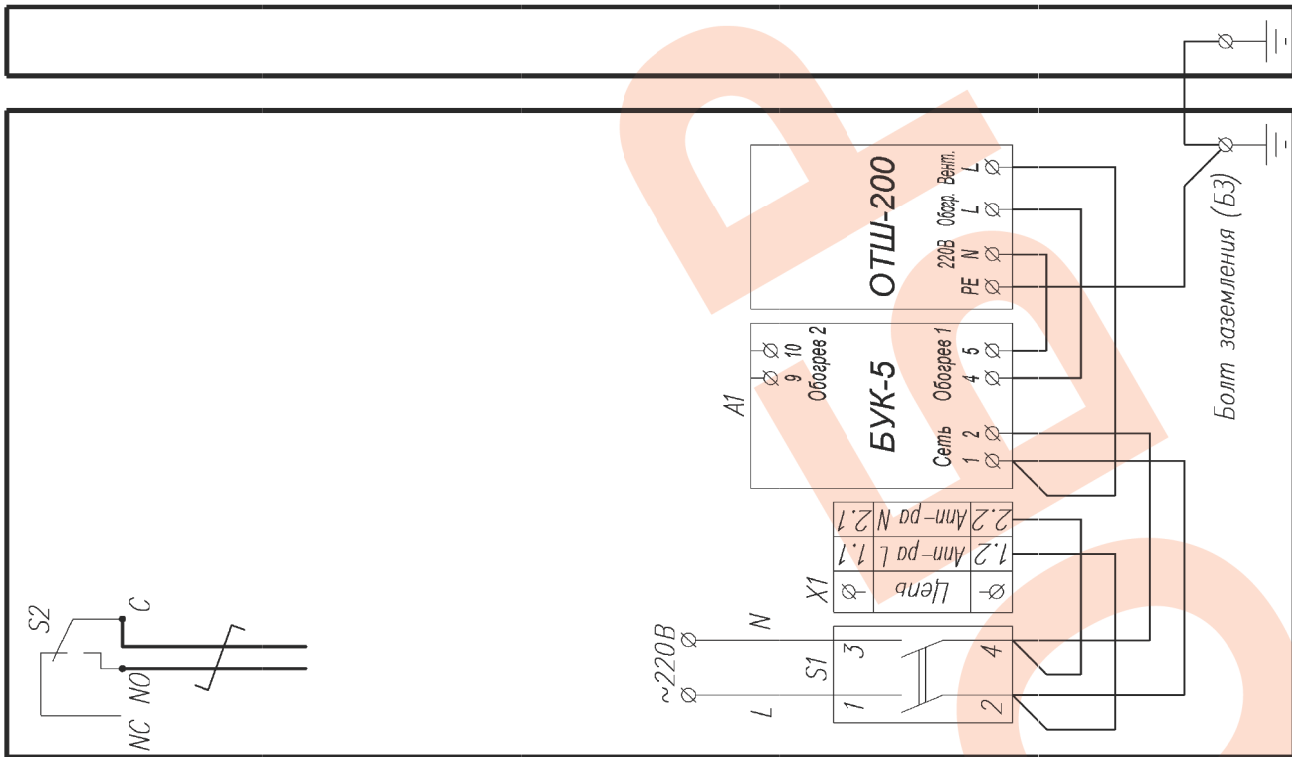 S2
C
NO
NC
~220В
L
N
S1
1
3
2
4
X1
Цепь
1.1
Апп-ра L
1.2
2.1
Апп-ра N
2.2
A1
9 10
Обогрев 2
БУК-5
Сеть
1 2
Обогрев 1
4 5
ОТШ-200
220В Обогр. Вент.
PE N L L
Болт заземления (БЗ)
ОБР